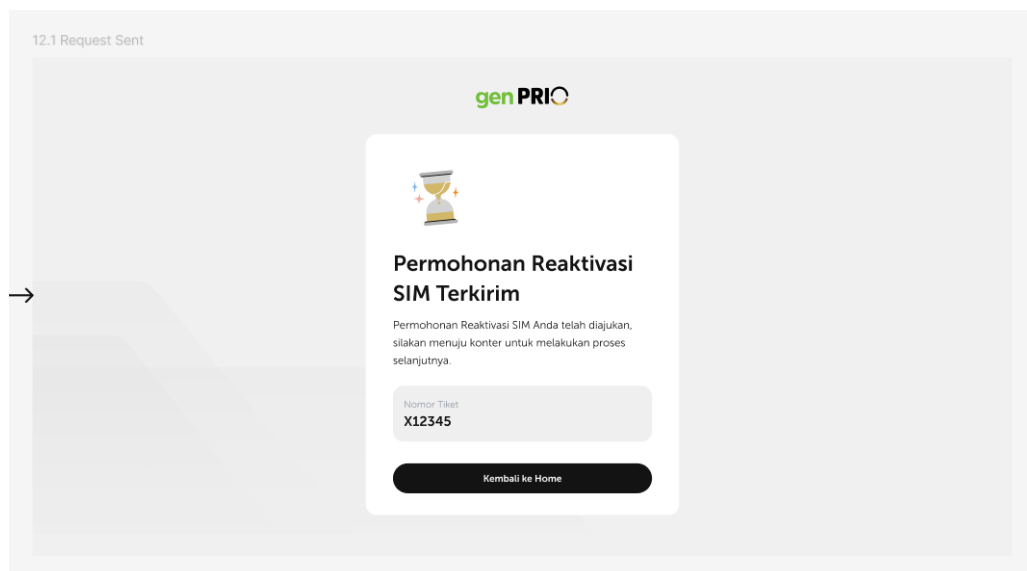 12.1 Request Sent
gen PRIO
Permohonan Reaktivasi
SIM Terkirim
Permohonan Reaktivasi SIM Anda telah diajukan,
silakan menuju konter untuk melakukan proses
selanjutnya.
Nomor Tiket
X12345
Kembali ke Home